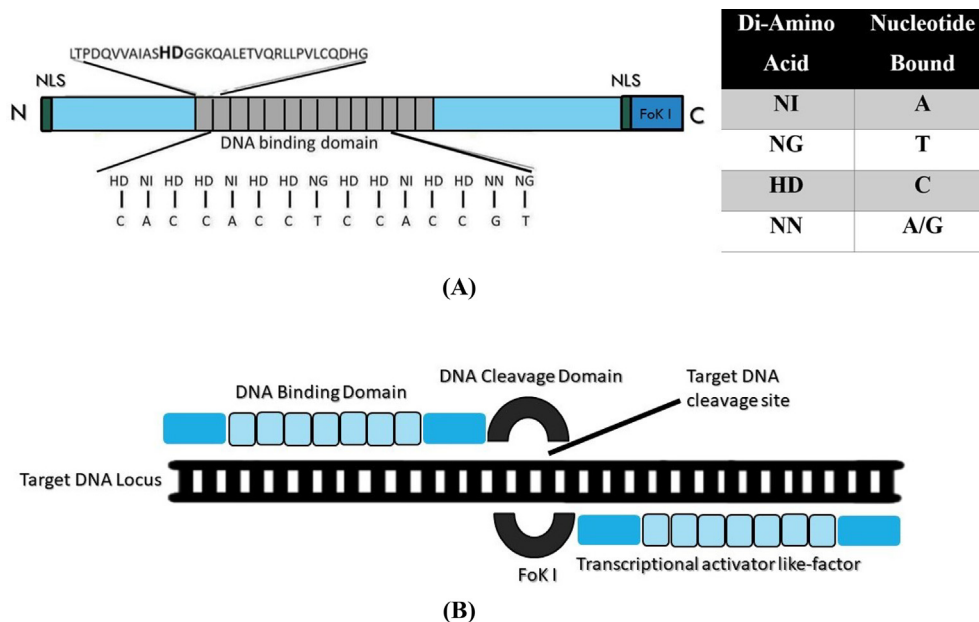 LTPDQVVAIASHDGGKQALETVQRLLPVLCQDHG
NLS
NLS
N
FoK I
C
DNA binding domain
HD NI HD HD NI HD HD NG HD HD NI HD HD NN NG
C A C C A C C T C C A C C G T
Di-Amino Acid
Nucleotide Bound
NI A
NG T
HD C
NN A/G
(A)
DNA Binding Domain
DNA Cleavage Domain
Target DNA
cleavage site
Target DNA Locus
FoK I
Transcriptional activator like-factor
(B)